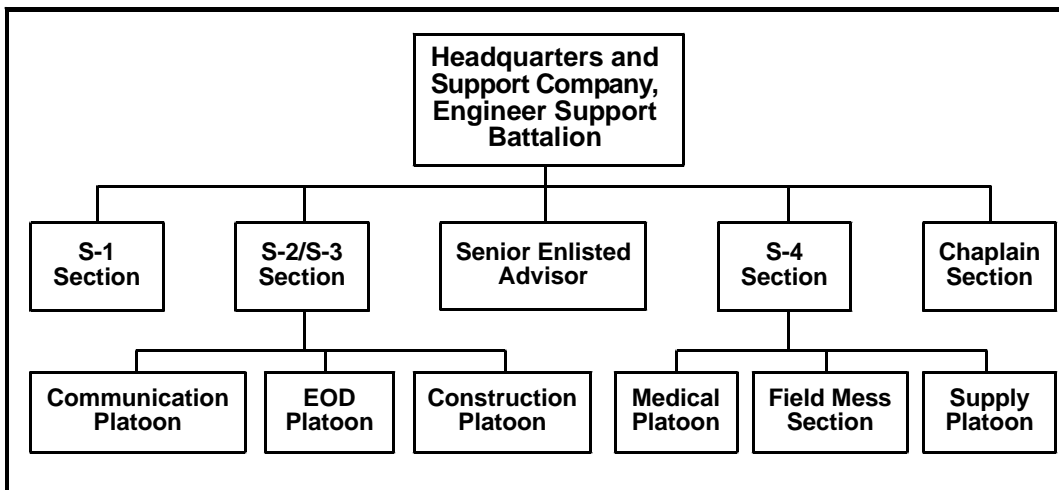 Headquarters and
Support Company,
Engineer Support
Battalion
S-1
Section
S-2/S-3
Section
Senior Enlisted
Advisor
S-4
Section
Chaplain
Section
Communication
Platoon
EOD
Platoon
Construction
Platoon
Medical
Platoon
Field Mess
Section
Supply
Platoon